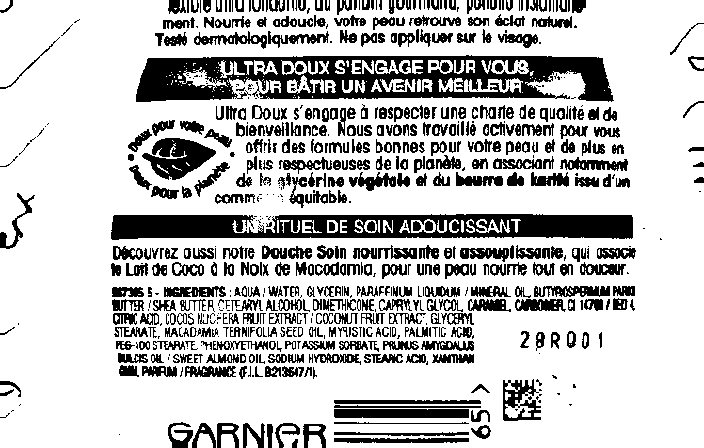 texture ultra fondante, au parfum gourmand, pénètre instantané-
ment. Nourrie et adoucie, votre peau retrouve son éclat naturel.
Testé dermatologiquement. Ne pas appliquer sur le visage.
ULTRA DOUX S'ENGAGE POUR VOUS,
POUR BÂTIR UN AVENIR MEILLEUR
Ultra Doux s'engage à respecter une charte de qualité et de
bienveillance. Nous avons travaillé activement pour vous
offrir des formules bonnes pour votre peau et de plus en
plus respectueuses de la planète, en associant notamment
de la glycérine végétale et du beurre de karité issu d'un
commerce équitable.
• Doux pour votre peau •
Doux pour la planète
UN RITUEL DE SOIN ADOUCISSANT
Découvrez aussi notre Douche Soin nourrissante et assouplissante, qui associe
le Lait de Coco à la Noix de Macadamia, pour une peau nourrie tout en douceur.
INGREDIENTS : AQUA / WATER, GLYCERIN, PARAFFINUM LIQUIDUM / MINERAL OIL, BUTYROSPERMUM PARKII
BUTTER / SHEA BUTTER, CETEARYL ALCOHOL, DIMETHICONE, CAPRYLYL GLYCOL, CARAMEL, CARBOMER, CI 14700 / RED 4,
CITRIC ACID, COCOS NUCIFERA FRUIT EXTRACT / COCONUT FRUIT EXTRACT, GLYCERYL
STEARATE, MACADAMIA TERNIFOLIA SEED OIL, MYRISTIC ACID, PALMITIC ACID,
PEG-100 STEARATE, PHENOXYETHANOL, POTASSIUM SORBATE, PRUNUS AMYGDALUS
DULCIS OIL / SWEET ALMOND OIL, SODIUM HYDROXIDE, STEARIC ACID, XANTHAN
GUM, PARFUM / FRAGRANCE (F.I.L. B213647/1).
28R001
GARNIER
65